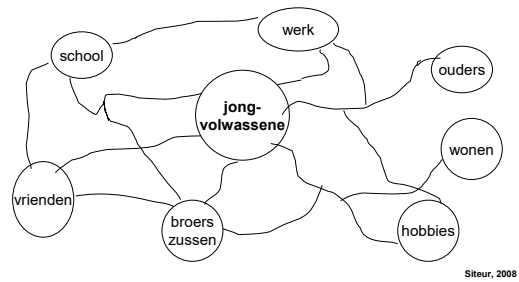 werk
school
ouders
jong-
volwassene
wonen
vrienden
broers
zussen
hobbies
Siteur, 2008